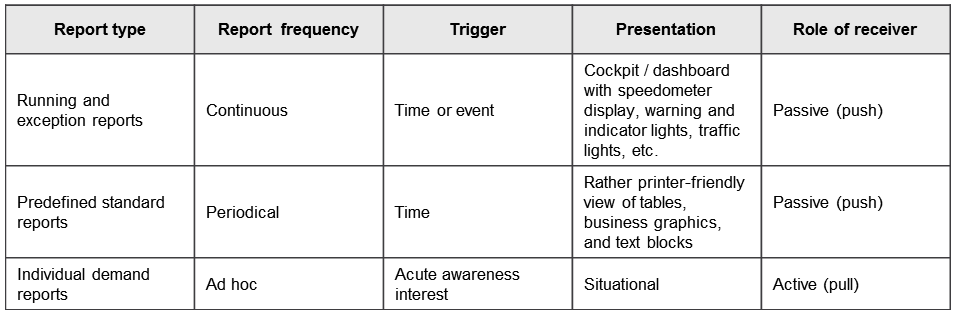 Report type Report frequency Trigger Presentation Role of receiver
Running and
exception reports
Continuous
Time or event
Cockpit / dashboard
with speedometer
display, warning and
indicator lights, traffic
lights, etc.
Passive (push)
Predefined standard
reports
Periodical
Time
Rather printer-friendly
view of tables,
business graphics,
and text blocks
Passive (push)
Individual demand
reports
Ad hoc
Acute awareness
interest
Situational
Active (pull)